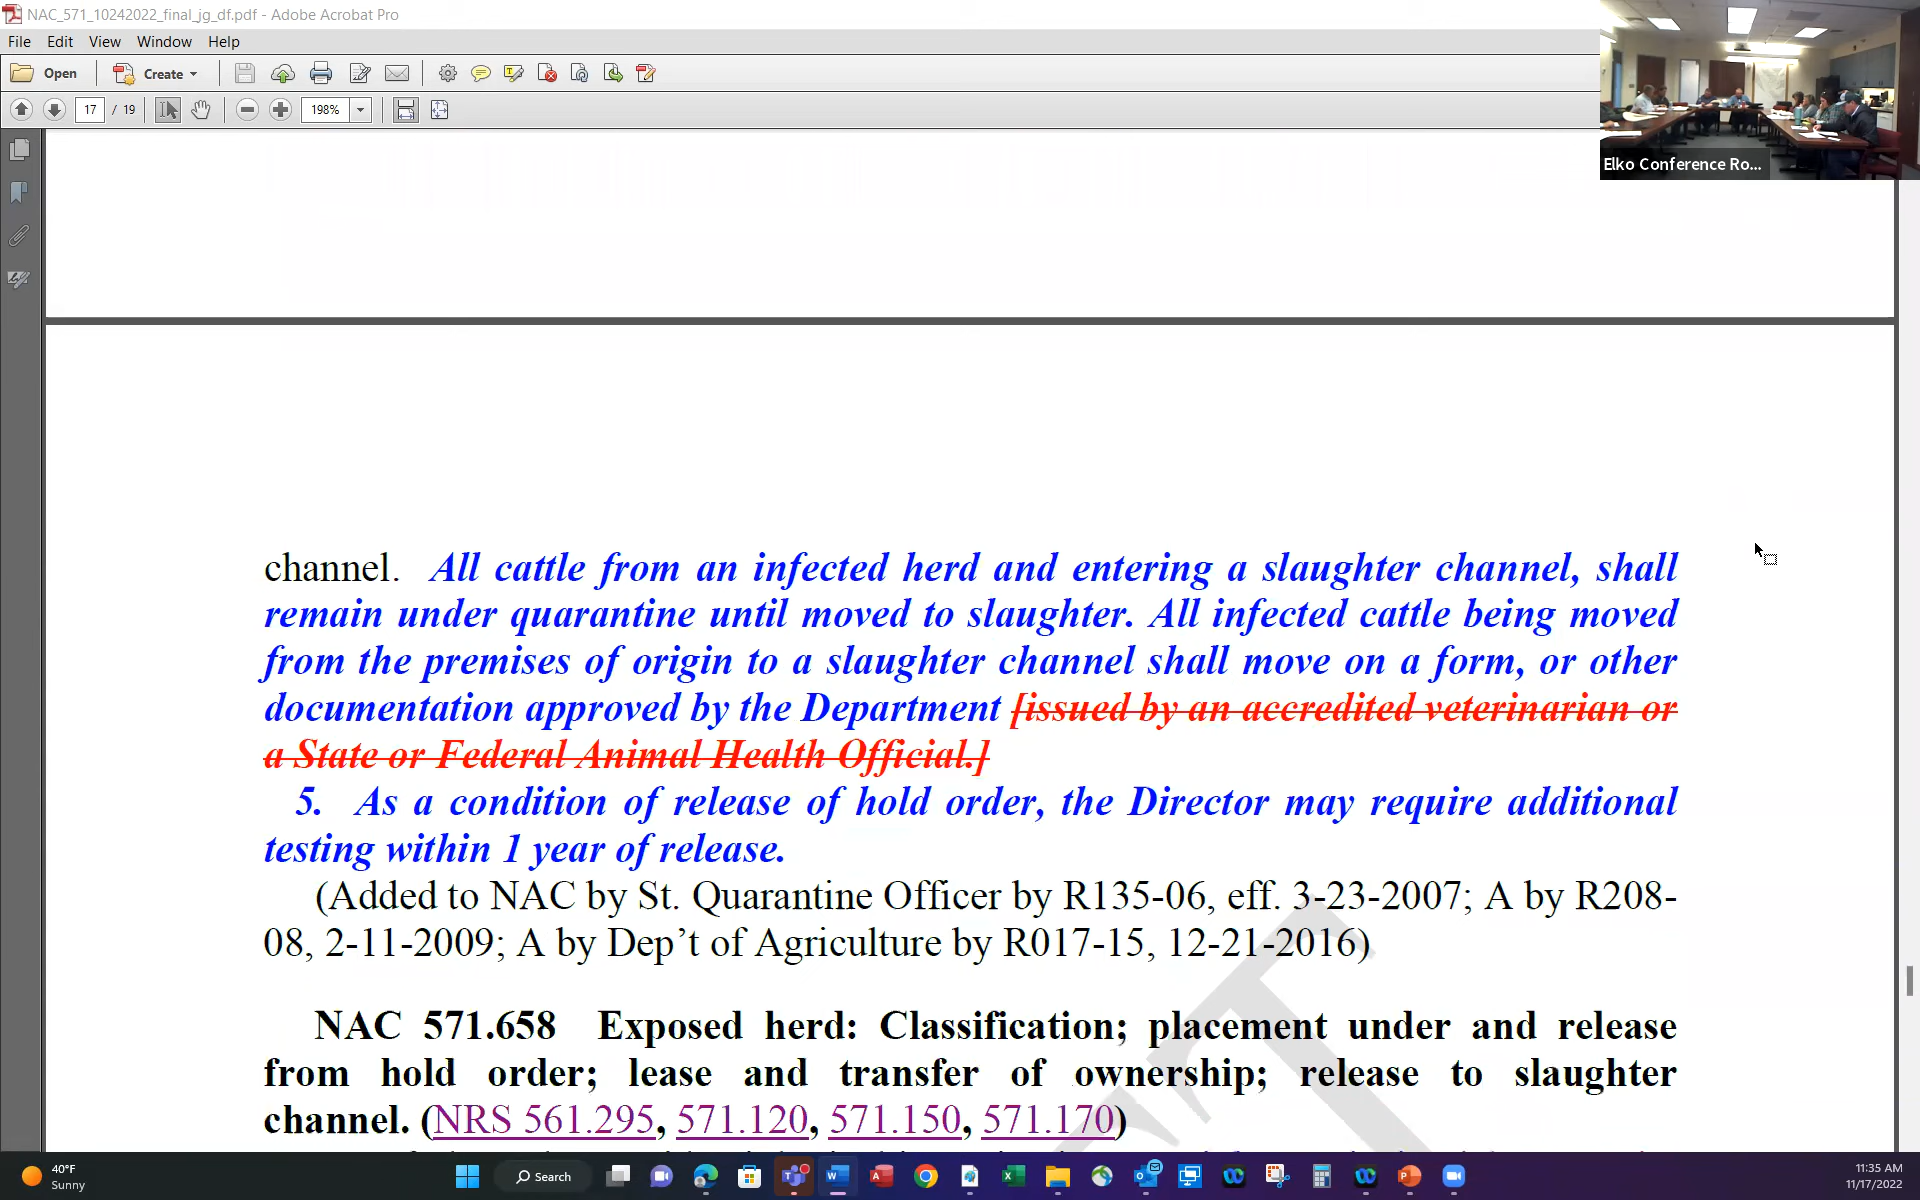 NAC_571_10242022_final_jg_df.pdf - Adobe Acrobat Pro
File Edit View Window Help
Open Create
17 / 19 198%
Elko Conference Ro...
channel. All cattle from an infected herd and entering a slaughter channel, shall
remain under quarantine until moved to slaughter. All infected cattle being moved
from the premises of origin to a slaughter channel shall move on a form, or other
documentation approved by the Department [issued by an accredited veterinarian or
a State or Federal Animal Health Official.]
5. As a condition of release of hold order, the Director may require additional
testing within 1 year of release.
(Added to NAC by St. Quarantine Officer by R135-06, eff. 3-23-2007; A by R208-
08, 2-11-2009; A by Dep’t of Agriculture by R017-15, 12-21-2016)
NAC 571.658 Exposed herd: Classification; placement under and release
from hold order; lease and transfer of ownership; release to slaughter
channel. (NRS 561.295, 571.120, 571.150, 571.170)
40°F
Sunny
Search
11:35 AM
11/17/2022